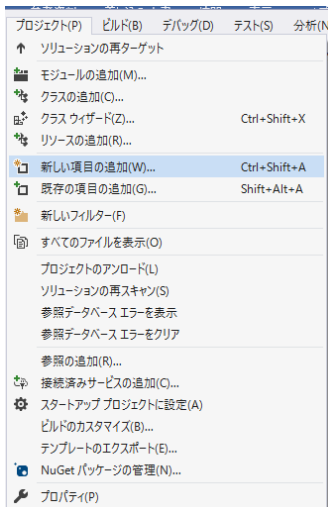 プロジェクト(P) ビルド(B) デバッグ(D) テスト(S) 分析(N
ソリューションの再ターゲット
モジュールの追加(M)...
クラスの追加(C)...
クラス ウィザード(Z)... Ctrl+Shift+X
リソースの追加(R)...
新しい項目の追加(W)... Ctrl+Shift+A
既存の項目の追加(G)... Shift+Alt+A
新しいフィルター(F)
すべてのファイルを表示(O)
プロジェクトのアンロード(L)
ソリューションの再スキャン(S)
参照データベース エラーを表示
参照データベース エラーをクリア
参照の追加(R)...
接続済みサービスの追加(C)...
スタートアップ プロジェクトに設定(A)
ビルドのカスタマイズ(B)...
テンプレートのエクスポート(E)...
NuGet パッケージの管理(N)...
プロパティ(P)